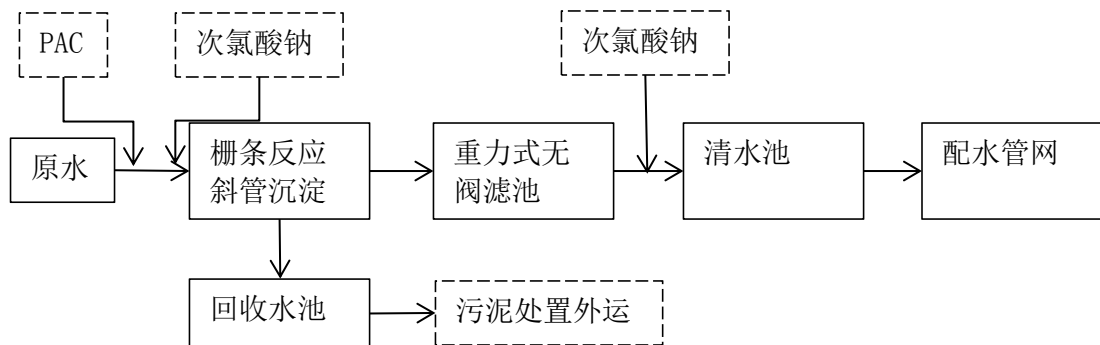 PAC
次氯酸钠
次氯酸钠
原水
栅条反应
斜管沉淀
重力式无
阀滤池
清水池
配水管网
回收水池
污泥处置外运